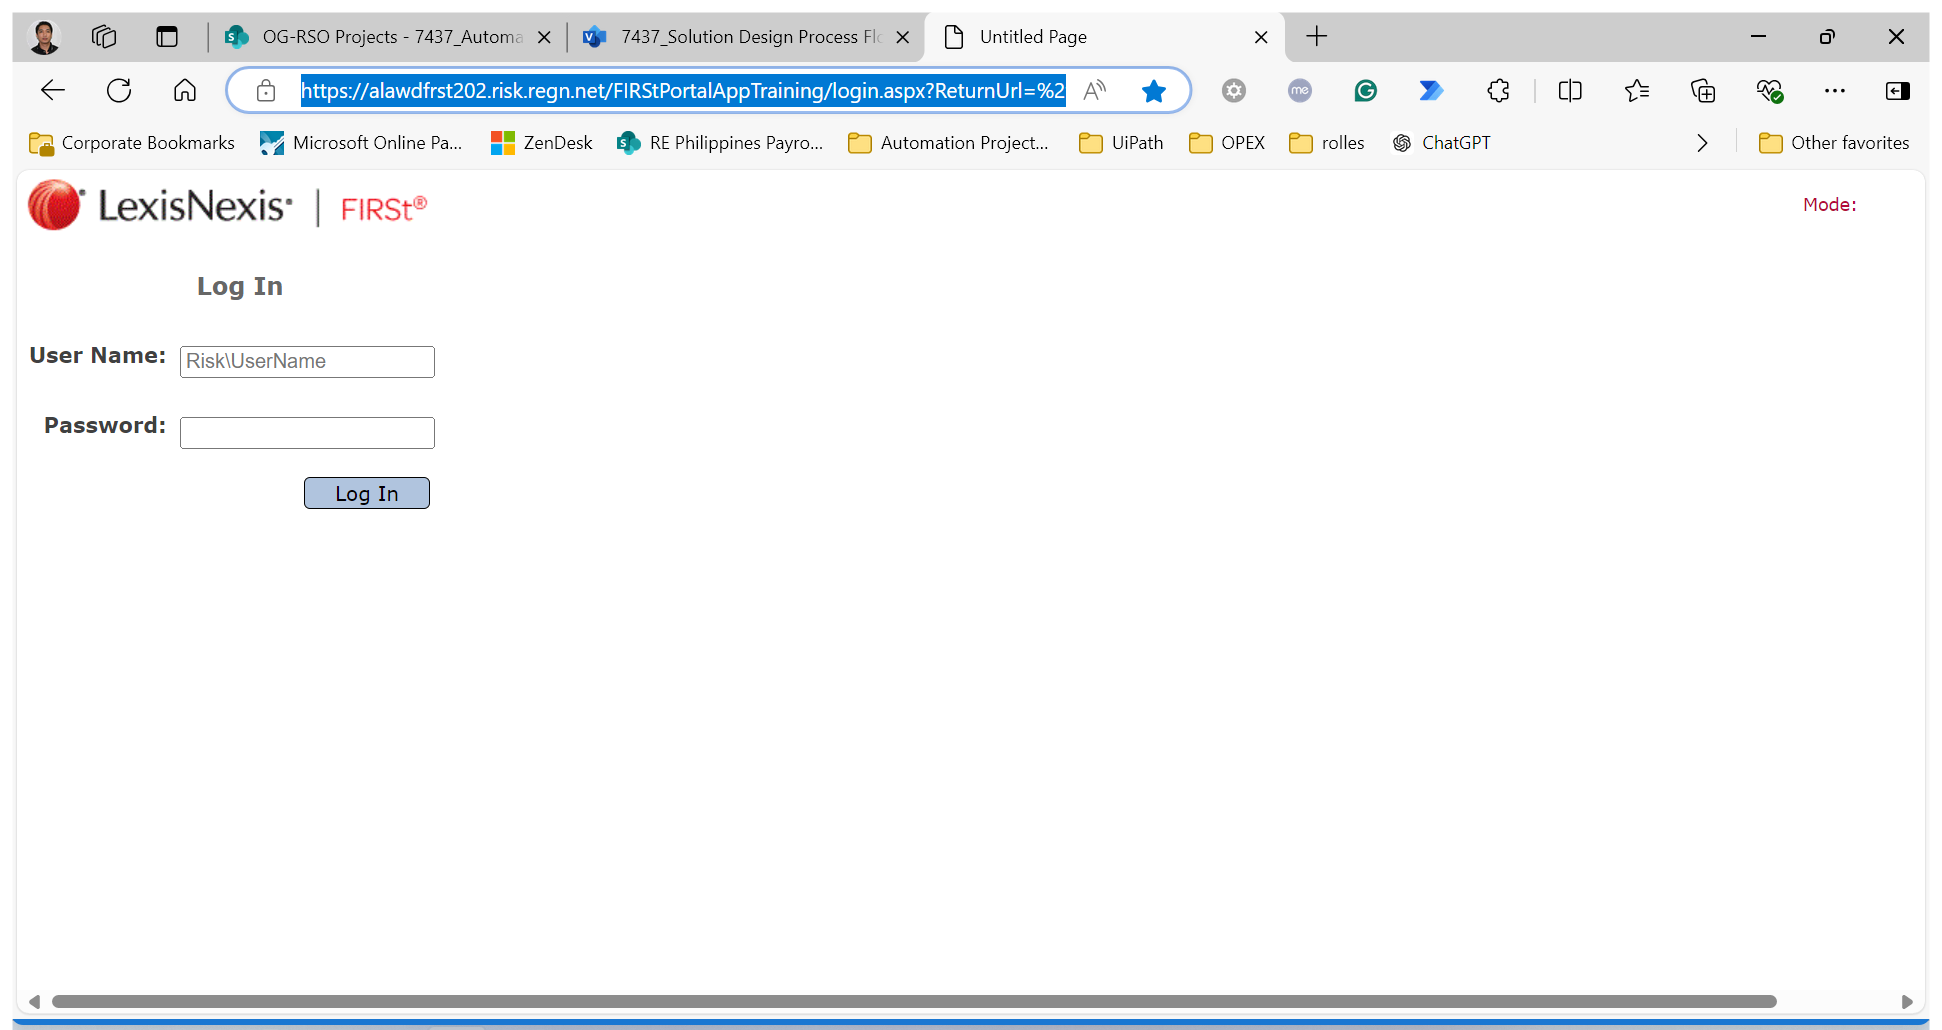 OG-RSO Projects - 7437_Automa
7437_Solution Design Process Flo
Untitled Page
https://alawdfrst202.risk.regn.net/FIRStPortalAppTraining/login.aspx?ReturnUrl=%2
A
me
G
Corporate Bookmarks
Microsoft Online Pa...
ZenDesk
RE Philippines Payro...
Automation Project...
UiPath
OPEX
rolles
ChatGPT
Other favorites
LexisNexis® | FIRSt®
Mode:
Log In
User Name: Risk\UserName
Password:
Log In